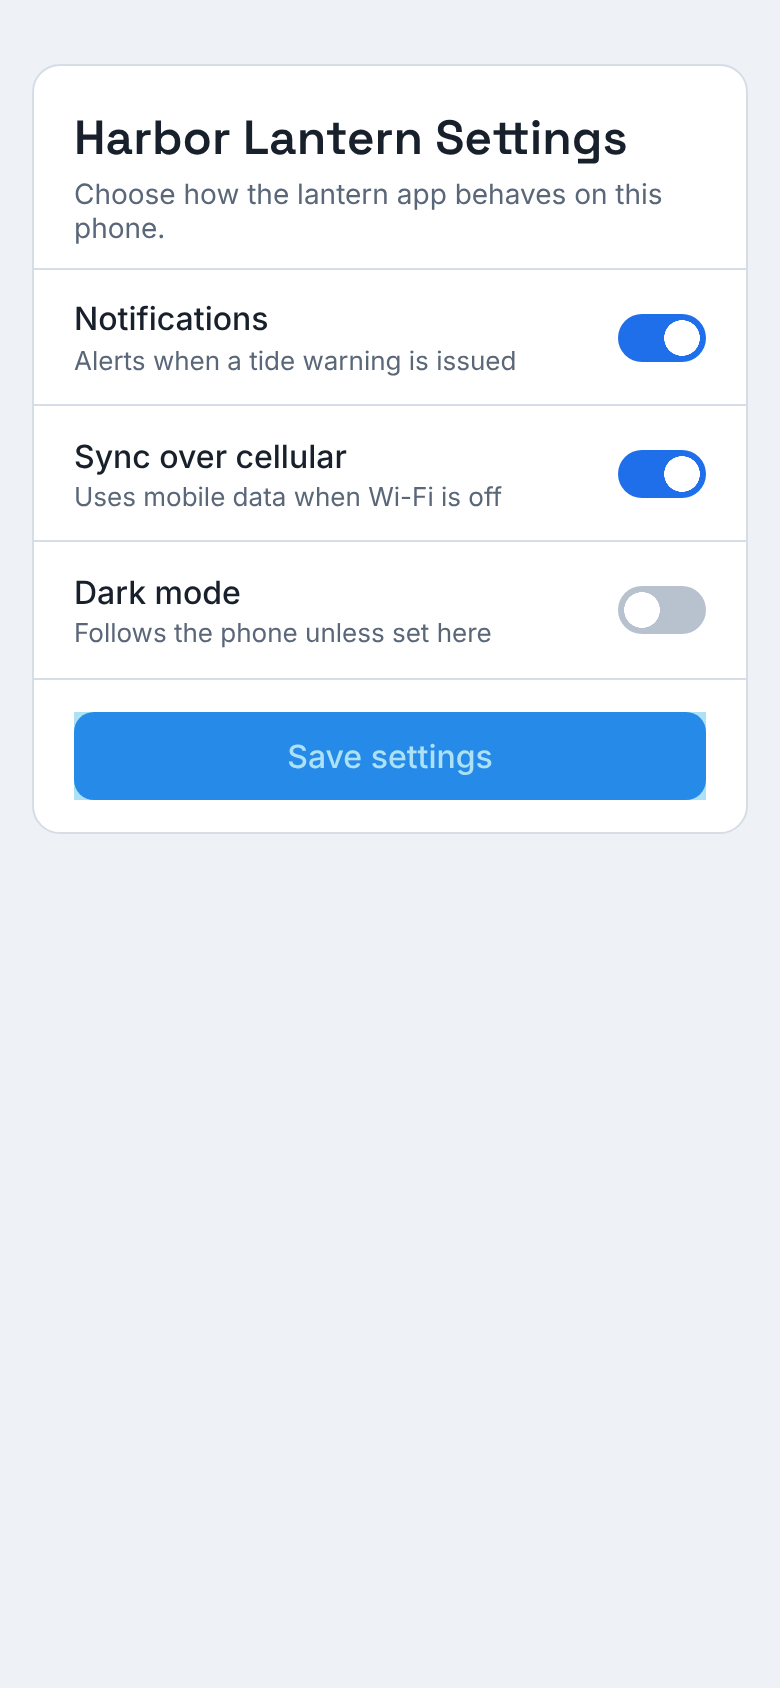 Harbor Lantern Settings
Choose how the lantern app behaves on this
phone.
Notifications
Alerts when a tide warning is issued
Sync over cellular
Uses mobile data when Wi-Fi is off
Dark mode
Follows the phone unless set here
Save settings